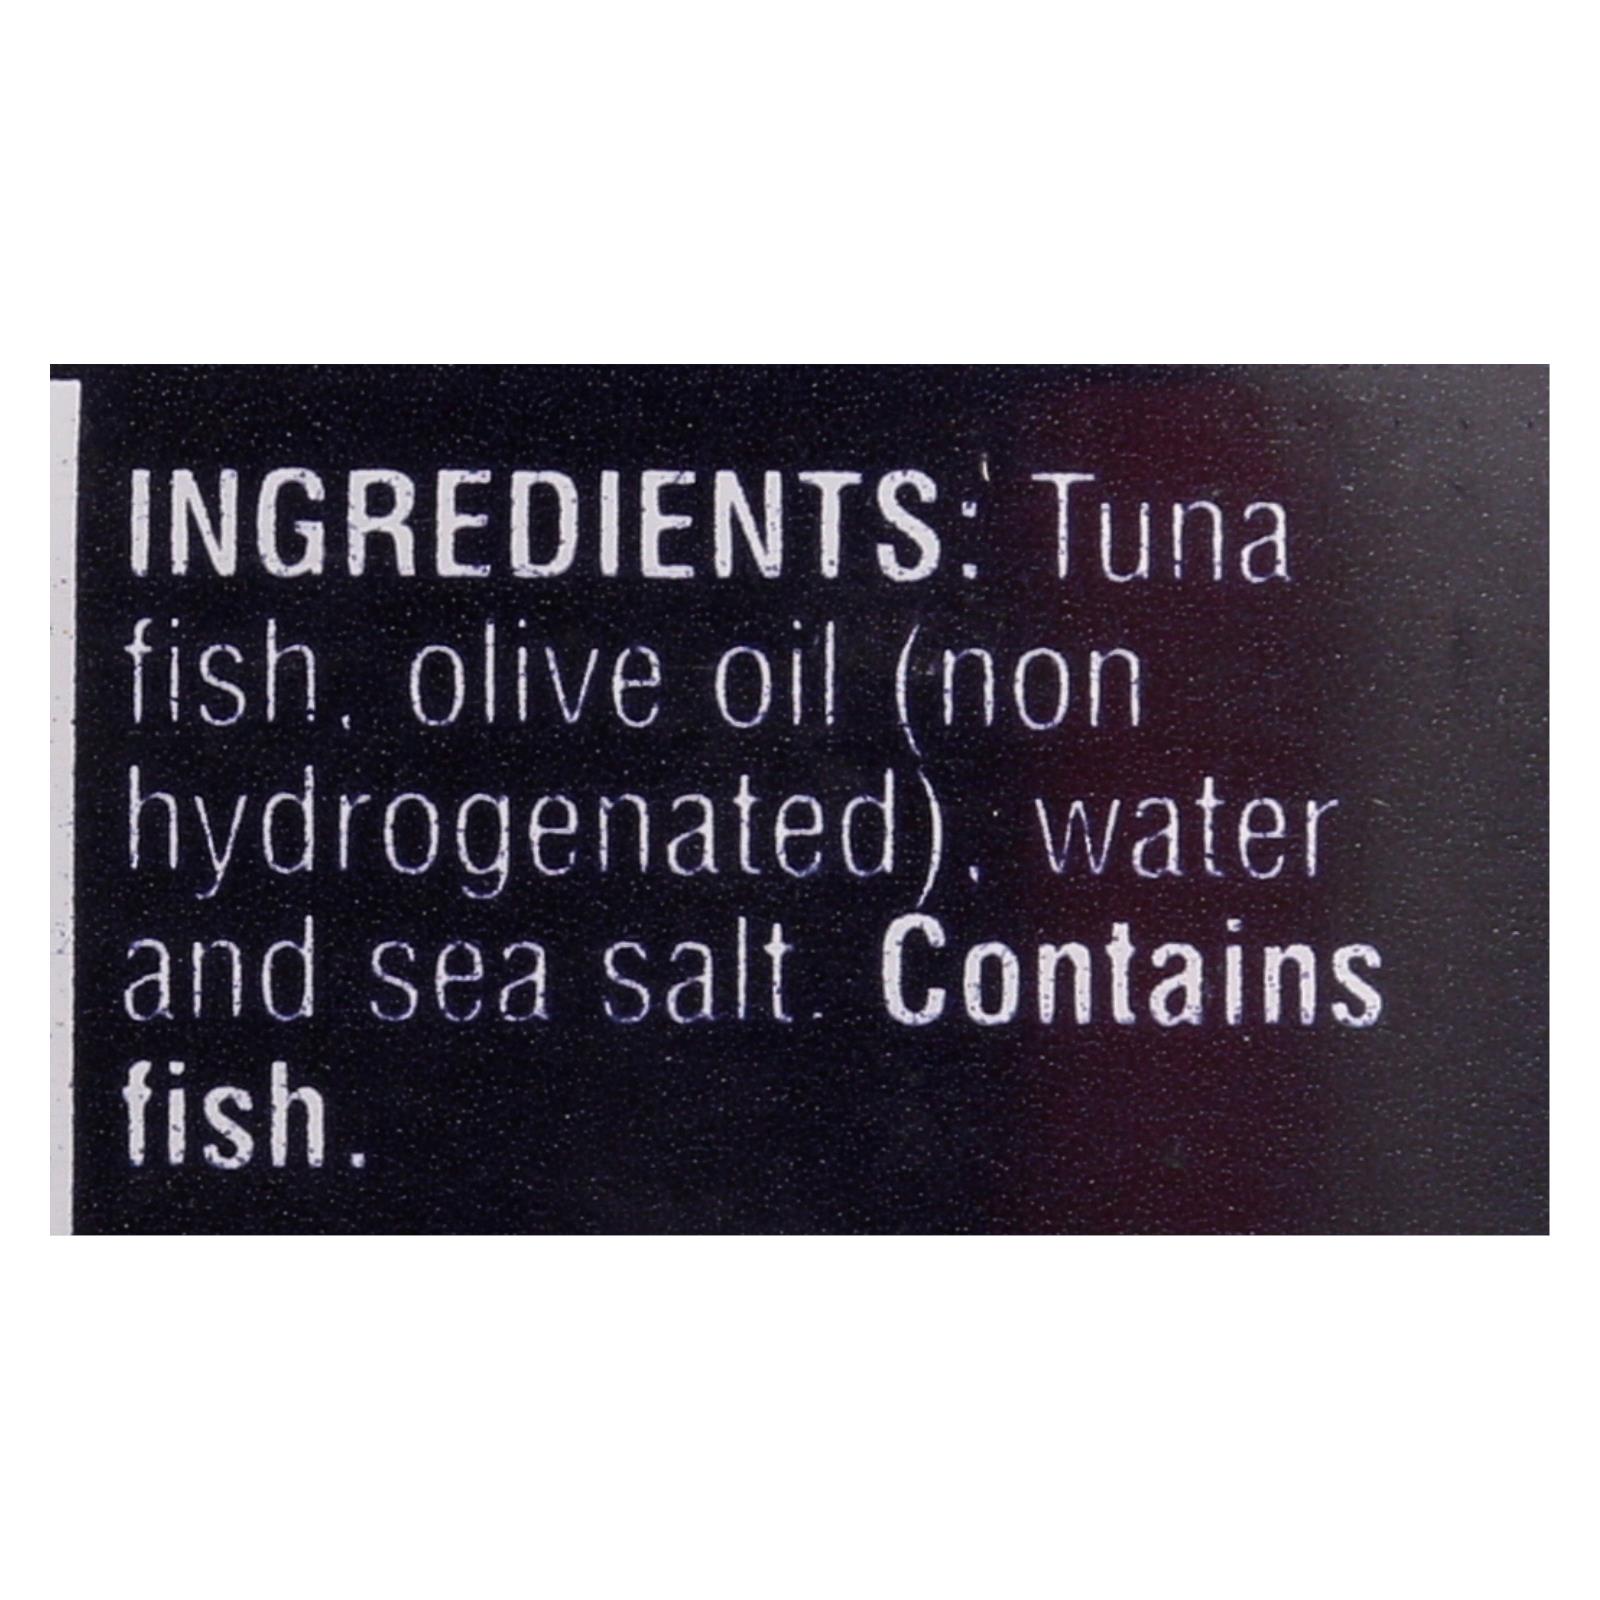 INGREDIENTS: Tuna
fish, olive oil (non
hydrogenated), water
and sea salt. Contains
fish.